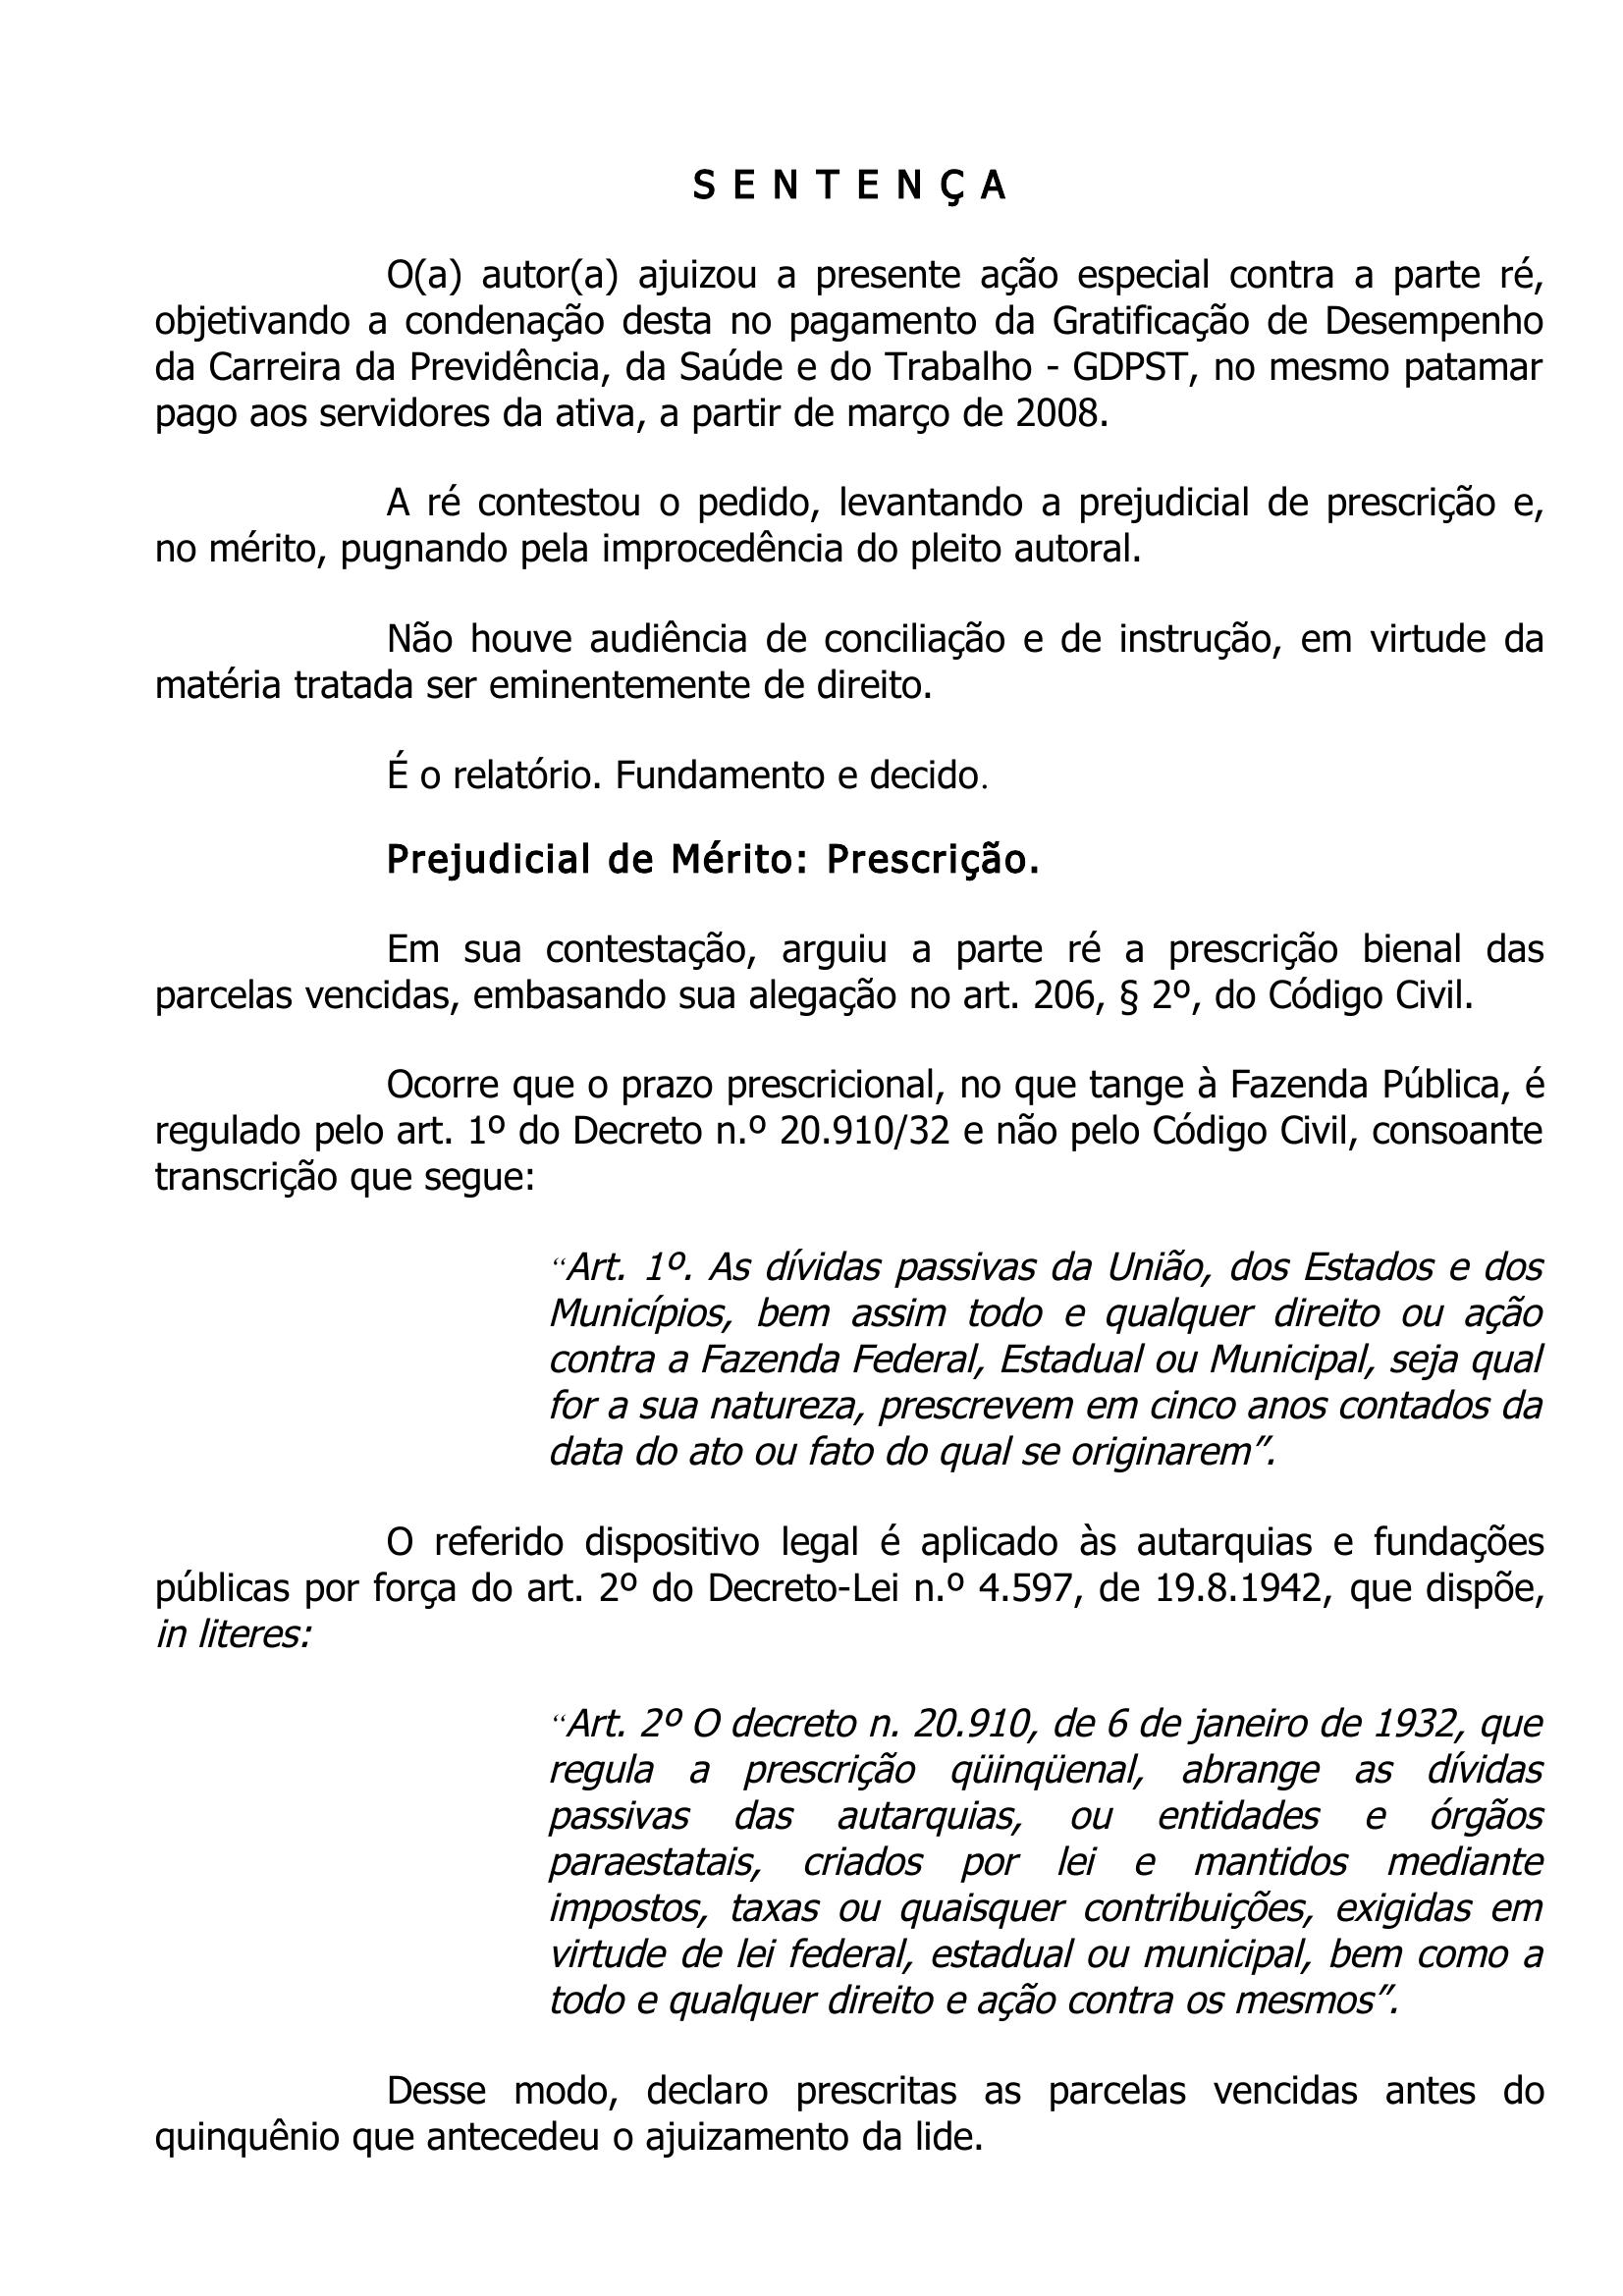 S E N T E N Ç A
O(a) autor(a) ajuizou a presente ação especial contra a parte ré,
objetivando a condenação desta no pagamento da Gratificação de Desempenho
da Carreira da Previdência, da Saúde e do Trabalho - GDPST, no mesmo patamar
pago aos servidores da ativa, a partir de março de 2008.
A ré contestou o pedido, levantando a prejudicial de prescrição e,
no mérito, pugnando pela improcedência do pleito autoral.
Não houve audiência de conciliação e de instrução, em virtude da
matéria tratada ser eminentemente de direito.
É o relatório. Fundamento e decido.
Prejudicial de Mérito: Prescrição.
Em sua contestação, arguiu a parte ré a prescrição bienal das
parcelas vencidas, embasando sua alegação no art. 206, § 2º, do Código Civil.
Ocorre que o prazo prescricional, no que tange à Fazenda Pública, é
regulado pelo art. 1º do Decreto n.º 20.910/32 e não pelo Código Civil, consoante
transcrição que segue:
“Art. 1º. As dívidas passivas da União, dos Estados e dos
Municípios, bem assim todo e qualquer direito ou ação
contra a Fazenda Federal, Estadual ou Municipal, seja qual
for a sua natureza, prescrevem em cinco anos contados da
data do ato ou fato do qual se originarem”.
O referido dispositivo legal é aplicado às autarquias e fundações
públicas por força do art. 2º do Decreto-Lei n.º 4.597, de 19.8.1942, que dispõe,
in literes:
“Art. 2º O decreto n. 20.910, de 6 de janeiro de 1932, que
regula a prescrição qüinqüenal, abrange as dívidas
passivas das autarquias, ou entidades e órgãos
paraestatais, criados por lei e mantidos mediante
impostos, taxas ou quaisquer contribuições, exigidas em
virtude de lei federal, estadual ou municipal, bem como a
todo e qualquer direito e ação contra os mesmos”.
Desse modo, declaro prescritas as parcelas vencidas antes do
quinquênio que antecedeu o ajuizamento da lide.